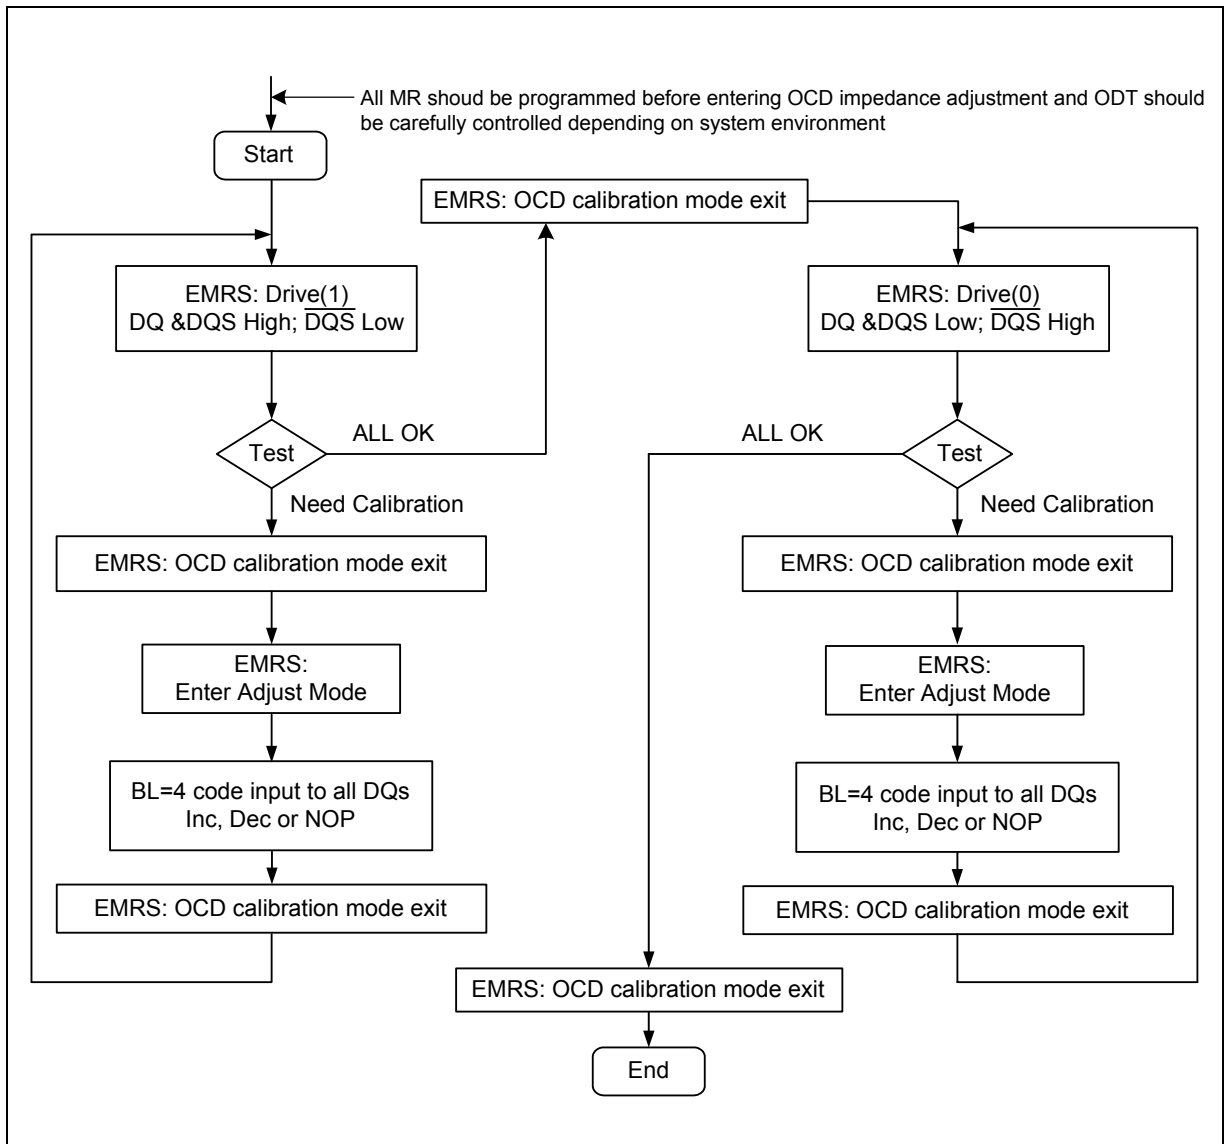 All MR shoud be programmed before entering OCD impedance adjustment and ODT should
be carefully controlled depending on system environment
Start
EMRS: OCD calibration mode exit
EMRS: Drive(1)
DQ &DQS High; D̅Q̅S̅ Low
Test
ALL OK
Need Calibration
EMRS: OCD calibration mode exit
EMRS:
Enter Adjust Mode
BL=4 code input to all DQs
Inc, Dec or NOP
EMRS: OCD calibration mode exit
EMRS: Drive(0)
DQ &DQS Low; D̅Q̅S̅ High
Test
ALL OK
Need Calibration
EMRS: OCD calibration mode exit
EMRS:
Enter Adjust Mode
BL=4 code input to all DQs
Inc, Dec or NOP
EMRS: OCD calibration mode exit
EMRS: OCD calibration mode exit
End